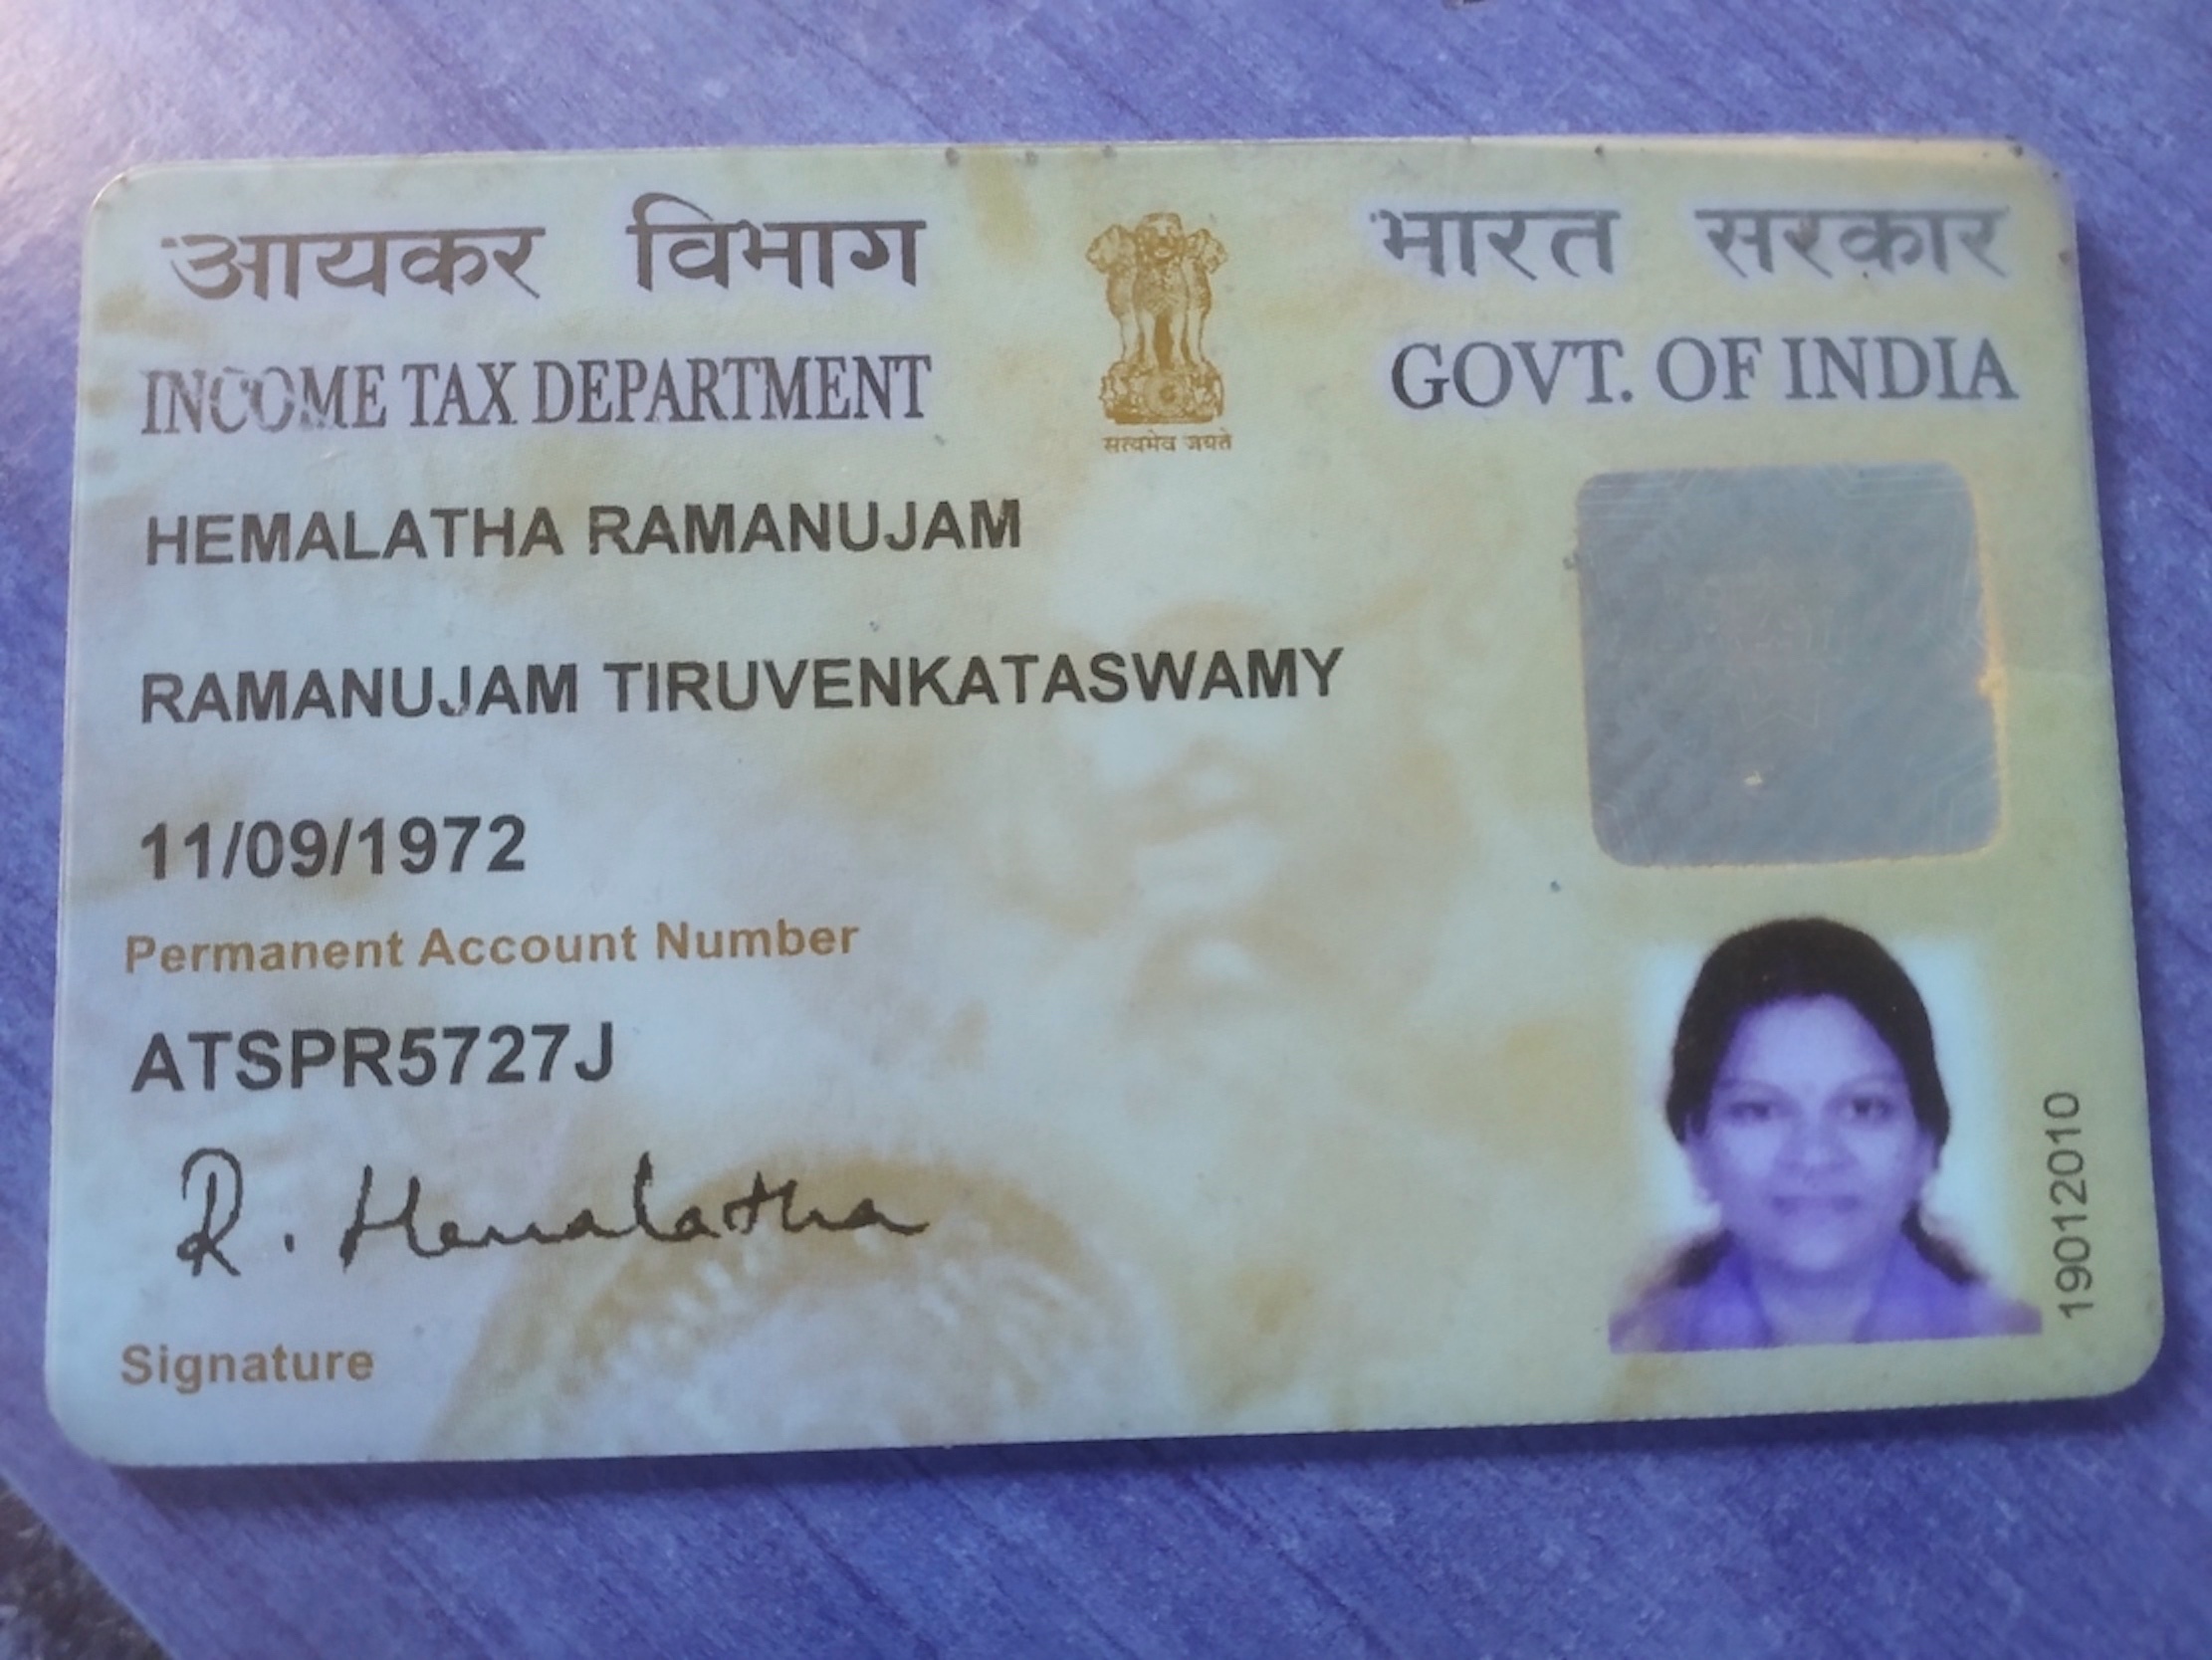 आयकर विभाग
भारत सरकार
INCOME TAX DEPARTMENT
GOVT. OF INDIA
सत्यमेव जयते
HEMALATHA RAMANUJAM
RAMANUJAM TIRUVENKATASWAMY
11/09/1972
Permanent Account Number
ATSPR5727J
R. Hemalatha
Signature
19012010